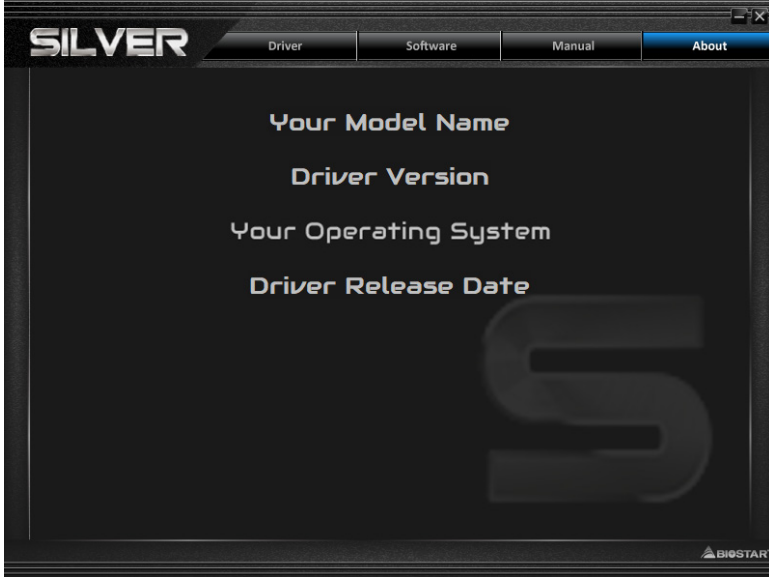 SILVER
Driver Software Manual About
Your Model Name
Driver Version
Your Operating System
Driver Release Date
BIOSTAR